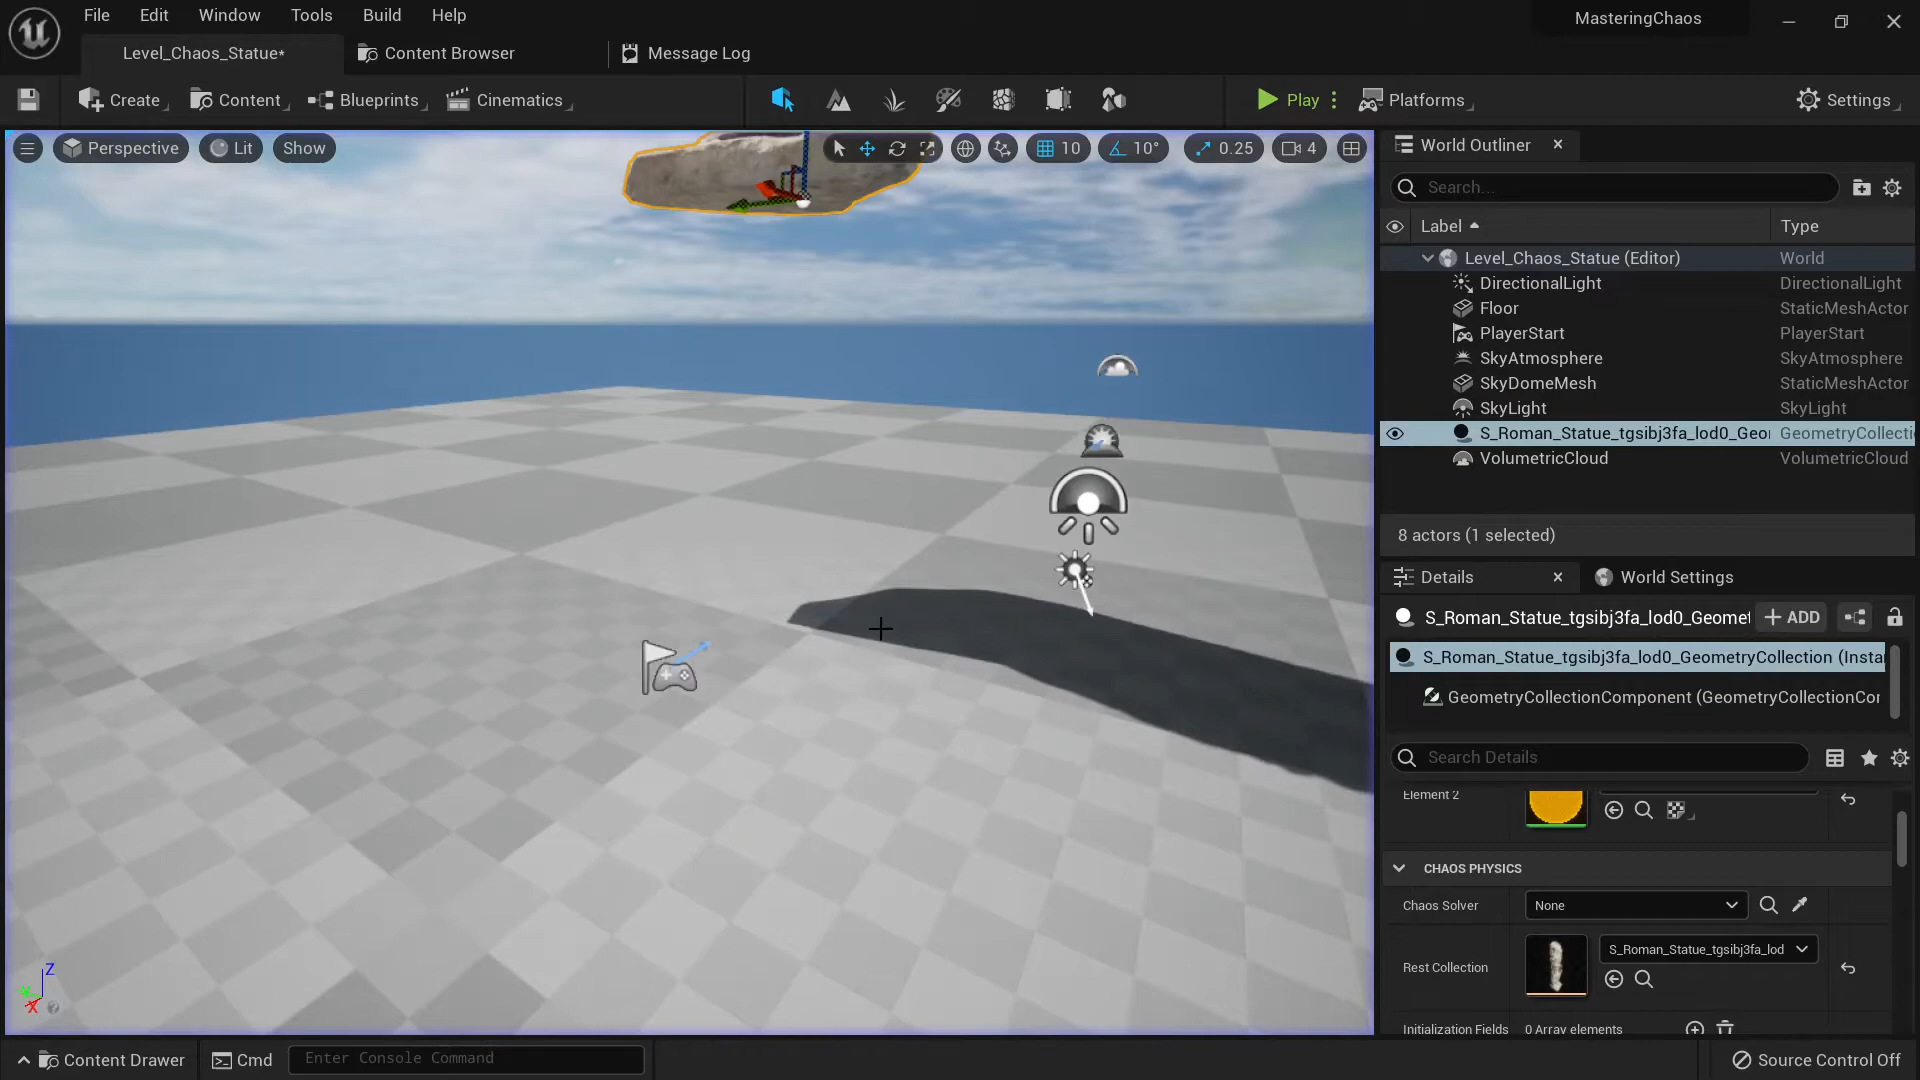 File Edit Window Tools Build Help
MasteringChaos
Level_Chaos_Statue* Content Browser Message Log
Create Content Blueprints Cinematics Play Platforms Settings
Perspective Lit Show 10 10° 0.25 4
World Outliner
Search...
Label Type
Level_Chaos_Statue (Editor) World
DirectionalLight DirectionalLight
Floor StaticMeshActor
PlayerStart PlayerStart
SkyAtmosphere SkyAtmosphere
SkyDomeMesh StaticMeshActor
SkyLight SkyLight
S_Roman_Statue_tgsibj3fa_lod0_Geo GeometryCollecti
VolumetricCloud VolumetricCloud
8 actors (1 selected)
Details World Settings
S_Roman_Statue_tgsibj3fa_lod0_Geomet ADD
S_Roman_Statue_tgsibj3fa_lod0_GeometryCollection (Insta
GeometryCollectionComponent (GeometryCollectionCor
Search Details
Element 2
CHAOS PHYSICS
Chaos Solver None
Rest Collection S_Roman_Statue_tgsibj3fa_lod
Initialization Fields 0 Array elements
Z
Y
X
Content Drawer Cmd Enter Console Command Source Control Off